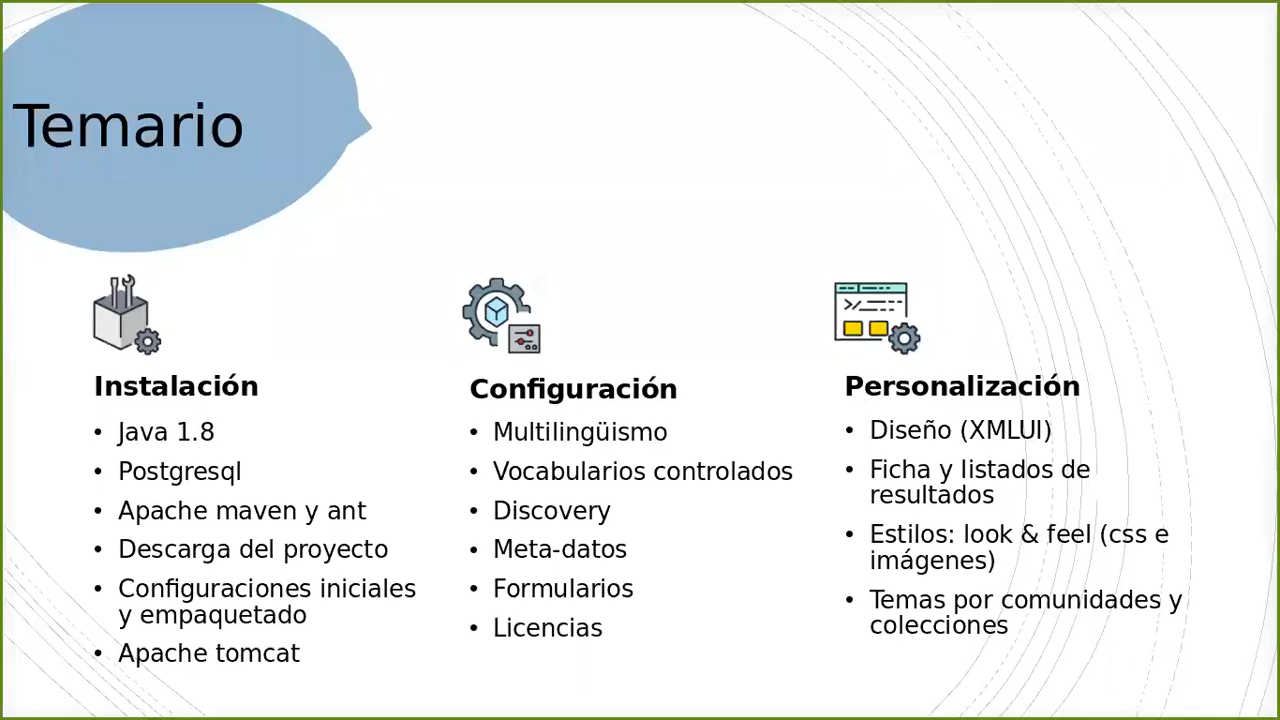 Temario
Instalación
• Java 1.8
• Postgresql
• Apache maven y ant
• Descarga del proyecto
• Configuraciones iniciales
y empaquetado
• Apache tomcat
Configuración
• Multilingüismo
• Vocabularios controlados
• Discovery
• Meta-datos
• Formularios
• Licencias
Personalización
• Diseño (XMLUI)
• Ficha y listados de
resultados
• Estilos: look & feel (css e
imágenes)
• Temas por comunidades y
colecciones